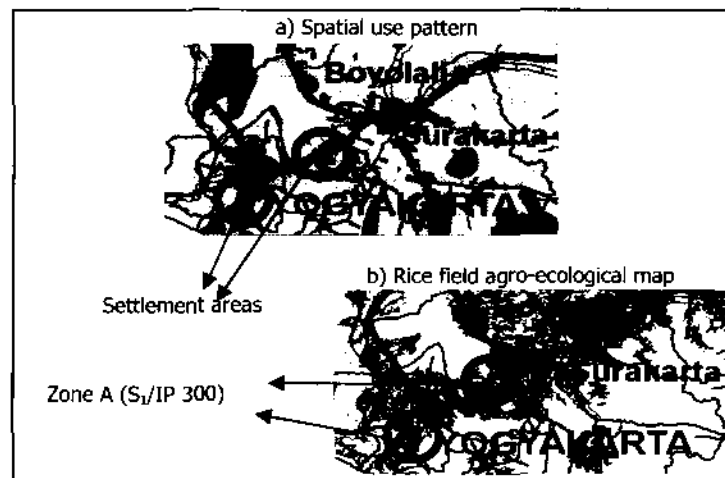 a) Spatial use pattern
Boyolali
Surakarta
YOGYAKARTA
Settlement areas
b) Rice field agro-ecological map
Surakarta
Zone A (S₁/IP 300)
YOGYAKARTA